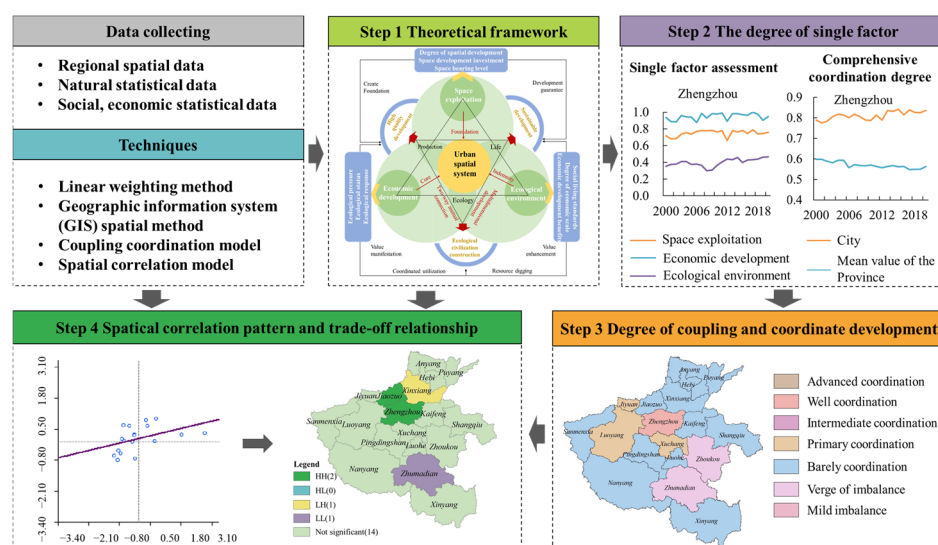 Data collecting
• Regional spatial data
• Natural statistical data
• Social, economic statistical data
Techniques
• Linear weighting method
• Geographic information system
(GIS) spatial method
• Coupling coordination model
• Spatial correlation model
Step 1 Theoretical framework
Degree of spatial development
Space development investment
Space bearing level
Create
Foundation
Development
guarantee
High
quality
development
Sustainable
development
Space
exploitation
Foundation
Production
Life
Urban
spatial
system
Ecological pressure
Ecological status
Ecological response
Social living standards
Degree of economic scale
Economic development benefit
Economic
development
Core
Ecology
Ecological
environment
Value
manifestation
Ecological
civilization
construction
Value
enhancement
Coordinated utilization
Resource digging
Step 2 The degree of single factor
Single factor assessment
Zhengzhou
1.0
0.8
0.6
0.4
0.2
0.0
2000 2006 2012 2018
Comprehensive
coordination degree
Zhengzhou
0.9
0.8
0.7
0.6
0.5
0.4
2000 2006 2012 2018
Space exploitation
Economic development
Ecological environment
City
Mean value of the
Province
Step 4 Spatical correlation pattern and trade-off relationship
3.10
1.80
0.50
−0.80
−2.10
−3.40
−3.40 −2.10 −0.80 0.50 1.80 3.10
Anyang
Hebi
Puyang
Xinxiang
Jiyuan
Jiaozuo
Zhengzhou
Kaifeng
Sanmenxia
Luoyang
Shangqiu
Xuchang
Pingdingshan
Luohe
Zhoukou
Nanyang
Zhumadian
Xinyang
Legend
HH(2)
HL(0)
LH(1)
LL(1)
Not significant(14)
Step 3 Degree of coupling and coordinate development
Anyang
Puyang
Hebi
Xinxiang
Jiyuan
Jiaozuo
Sanmenxia
Luoyang
Zhengzhou
Kaifeng
Shangqiu
Xuchang
Pingdingshan
Luohe
Zhoukou
Nanyang
Zhumadian
Xinyang
Advanced coordination
Well coordination
Intermediate coordination
Primary coordination
Barely coordination
Verge of imbalance
Mild imbalance